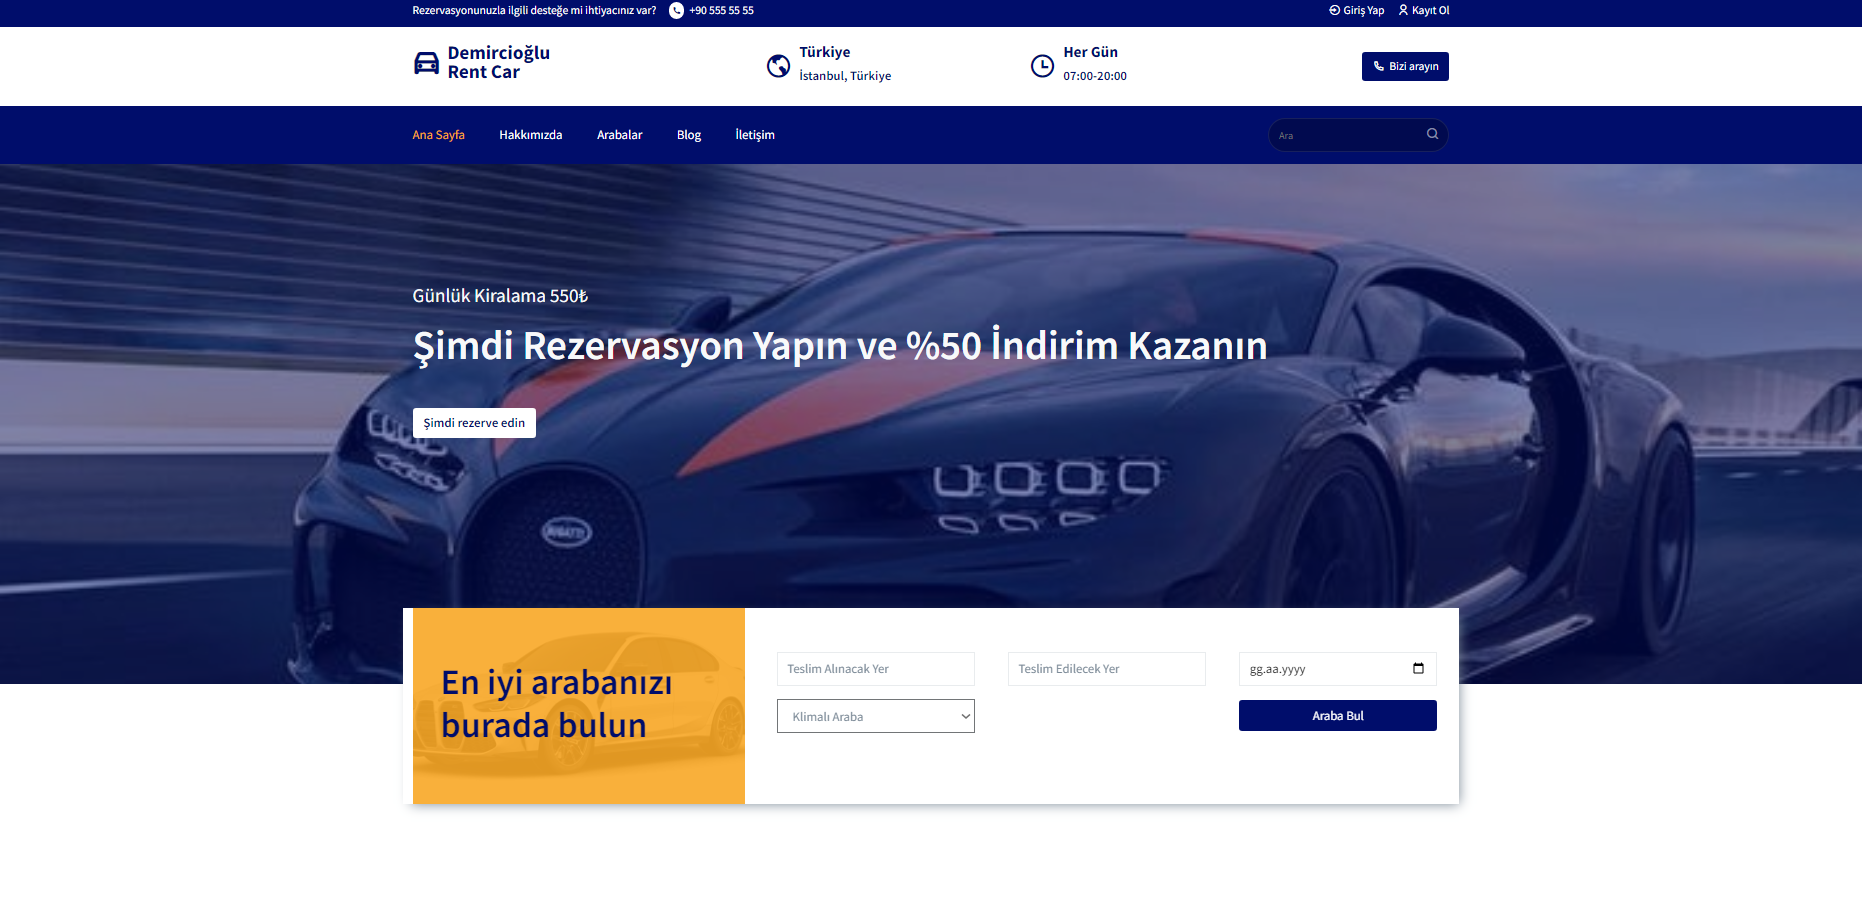 Rezervasyonunuzla ilgili desteğe mi ihtiyacınız var? +90 555 55 55 Giriş Yap Kayıt Ol
Demircioğlu
Rent Car
Türkiye
İstanbul, Türkiye
Her Gün
07:00-20:00
Bizi arayın
Ana Sayfa Hakkımızda Arabalar Blog İletişim Ara
Günlük Kiralama 550₺
Şimdi Rezervasyon Yapın ve %50 İndirim Kazanın
Şimdi rezerve edin
BUGATTI
En iyi arabanızı
burada bulun
Teslim Alınacak Yer Teslim Edilecek Yer gg.aa.yyyy
Klimalı Araba Araba Bul